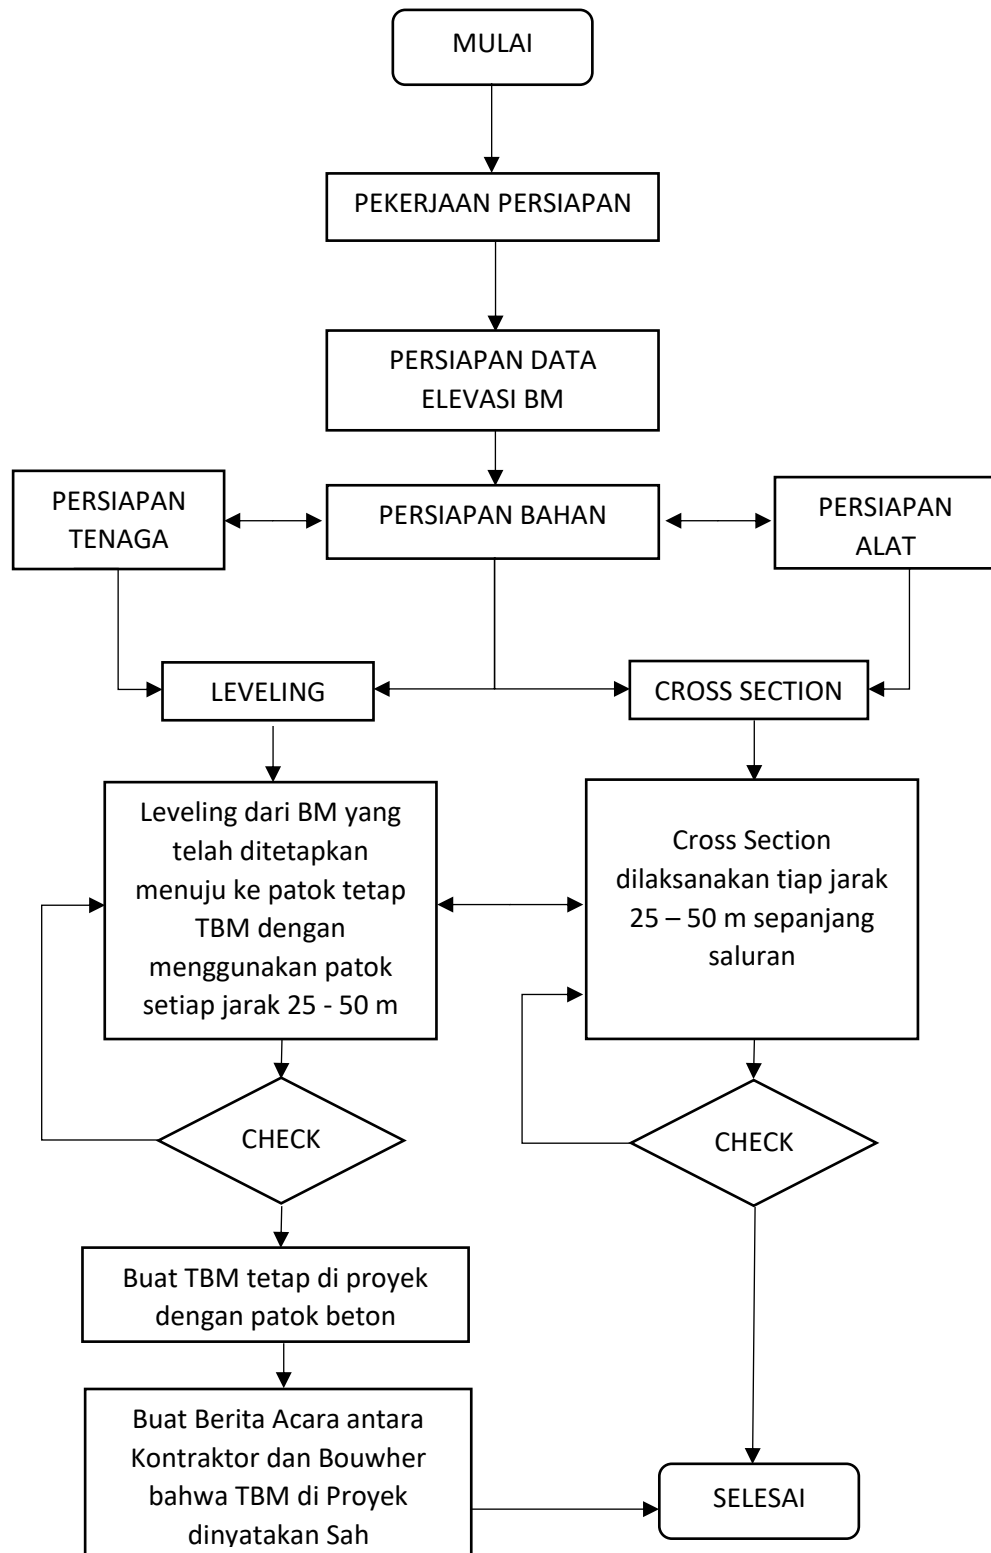 MULAI
PEKERJAAN PERSIAPAN
PERSIAPAN DATA
ELEVASI BM
PERSIAPAN
TENAGA
PERSIAPAN BAHAN
PERSIAPAN
ALAT
LEVELING
CROSS SECTION
Leveling dari BM yang
telah ditetapkan
menuju ke patok tetap
TBM dengan
menggunakan patok
setiap jarak 25 - 50 m
Cross Section
dilaksanakan tiap jarak
25 – 50 m sepanjang
saluran
CHECK
CHECK
Buat TBM tetap di proyek
dengan patok beton
Buat Berita Acara antara
Kontraktor dan Bouwher
bahwa TBM di Proyek
dinyatakan Sah
SELESAI